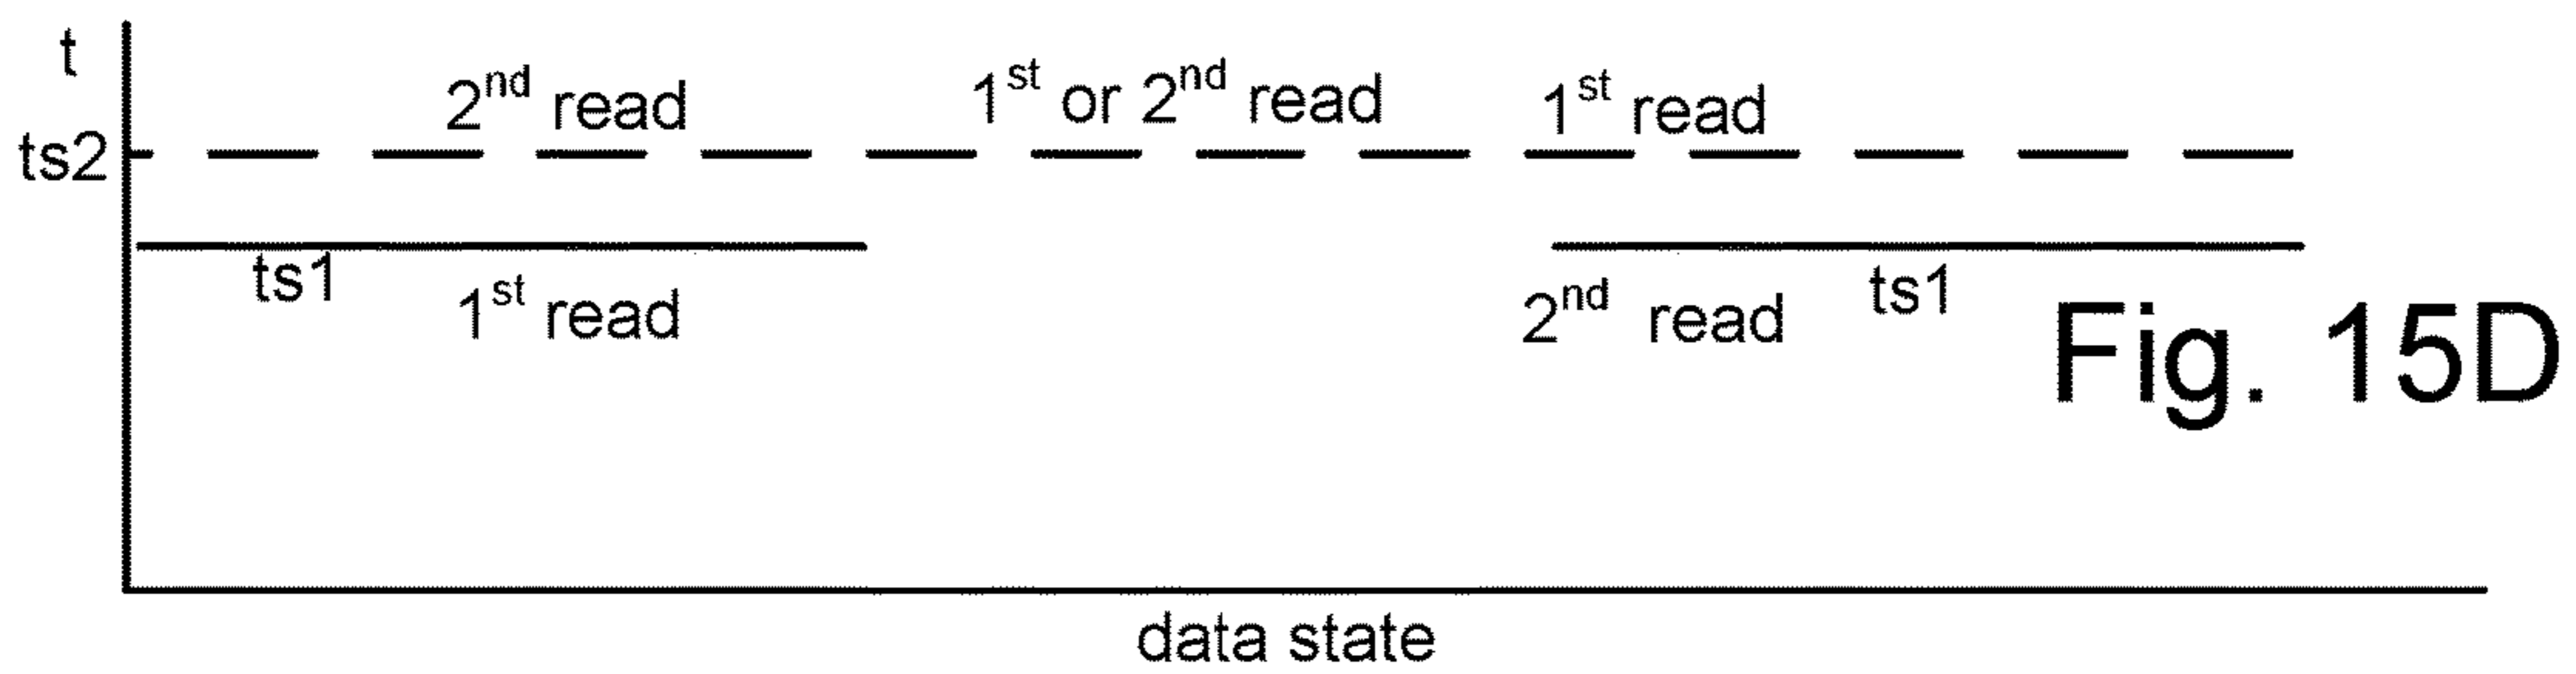 t
2nd read
1st or 2nd read
1st read
ts2
ts1
1st read
2nd read
ts1
Fig. 15D
data state